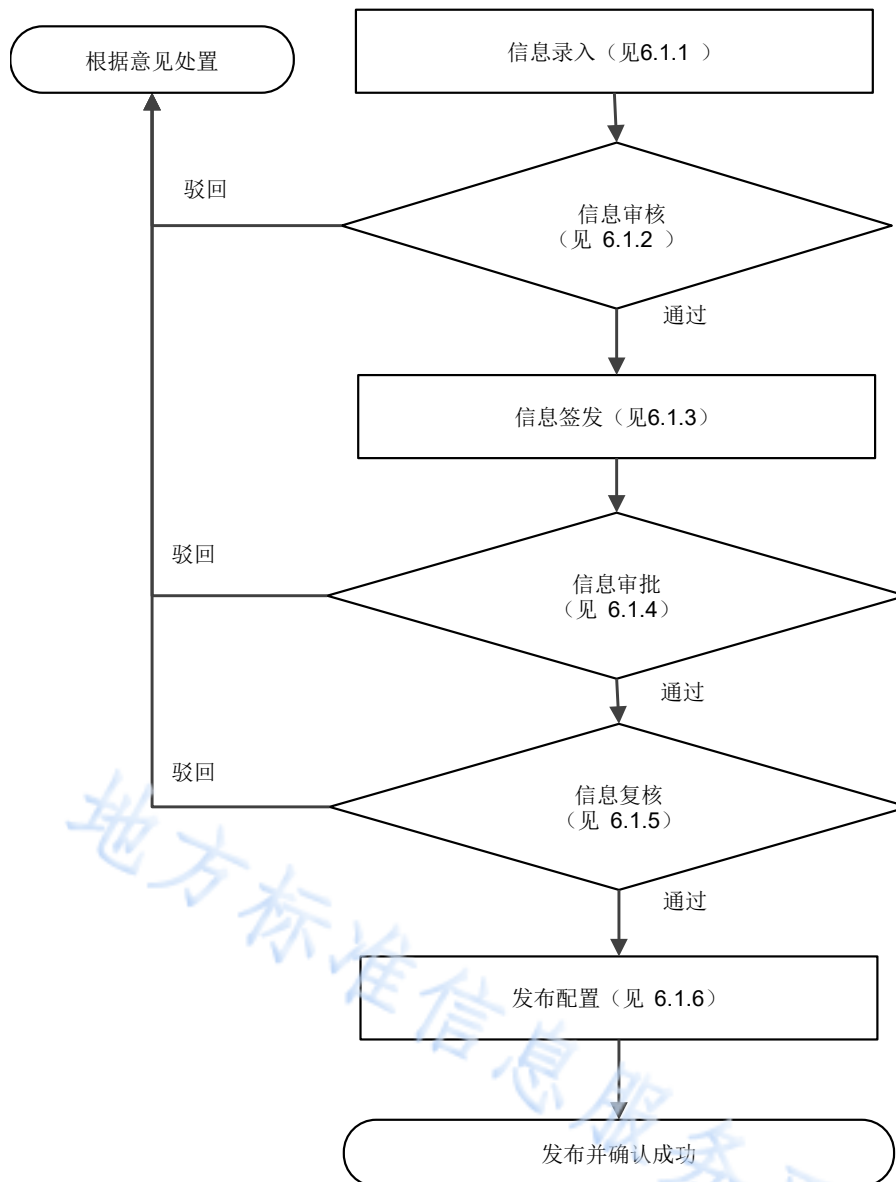 根据意见处置
信息录入（见6.1.1 ）
驳回
信息审核
（见 6.1.2 ）
通过
信息签发（见6.1.3）
驳回
信息审批
（见 6.1.4）
通过
驳回
信息复核
（见 6.1.5）
通过
发布配置（见 6.1.6）
发布并确认成功
地方标准信息服务